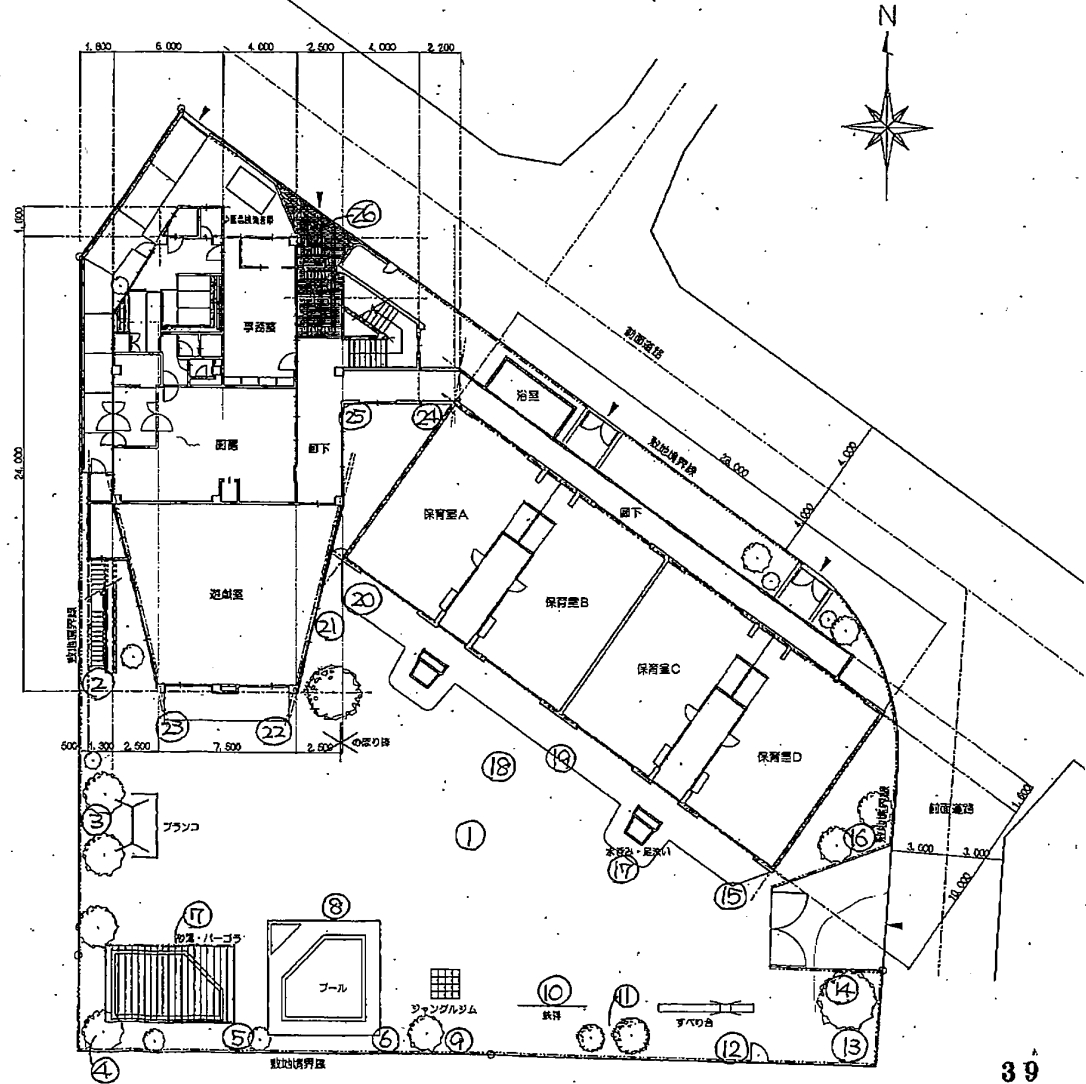 N
1,800 6,000 4,000 2,500 4,000 2,200
26
事務室
24,000
前面道路
浴室
敷地境界線
23,000
4,000
4,000
25 24
廊下
保育室A
廊下
遊戯室
保育室B
20
21
保育室C
敷地境界線
2
23 22
保育室D
500 1,300 2,500 7,500 2,500
のぼり棒
18 19
1,800
3
ブランコ
1
敷地境界線
前面道路
16
水呑み・足洗い
17
15
3,000 3,000
10,000
8
17
砂場・パーゴラ
プール
ジャングルジム
10
鉄棒
11
すべり台
14
4 5 6 9 12 13
敷地境界線
39